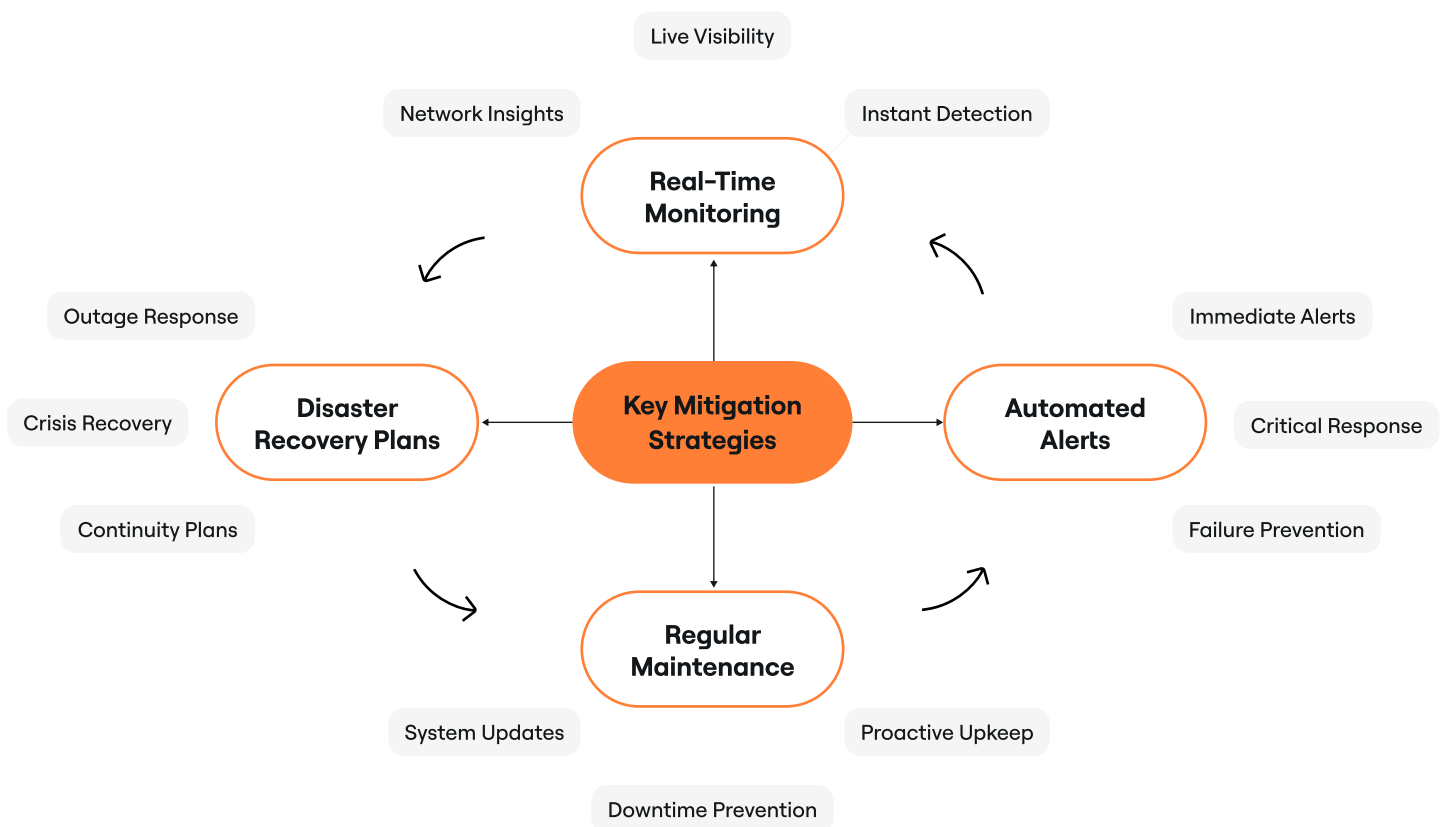 Live Visibility
Network Insights
Instant Detection
Real-Time
Monitoring
Outage Response
Immediate Alerts
Disaster
Recovery Plans
Key Mitigation
Strategies
Automated
Alerts
Crisis Recovery
Critical Response
Continuity Plans
Failure Prevention
Regular
Maintenance
System Updates
Proactive Upkeep
Downtime Prevention